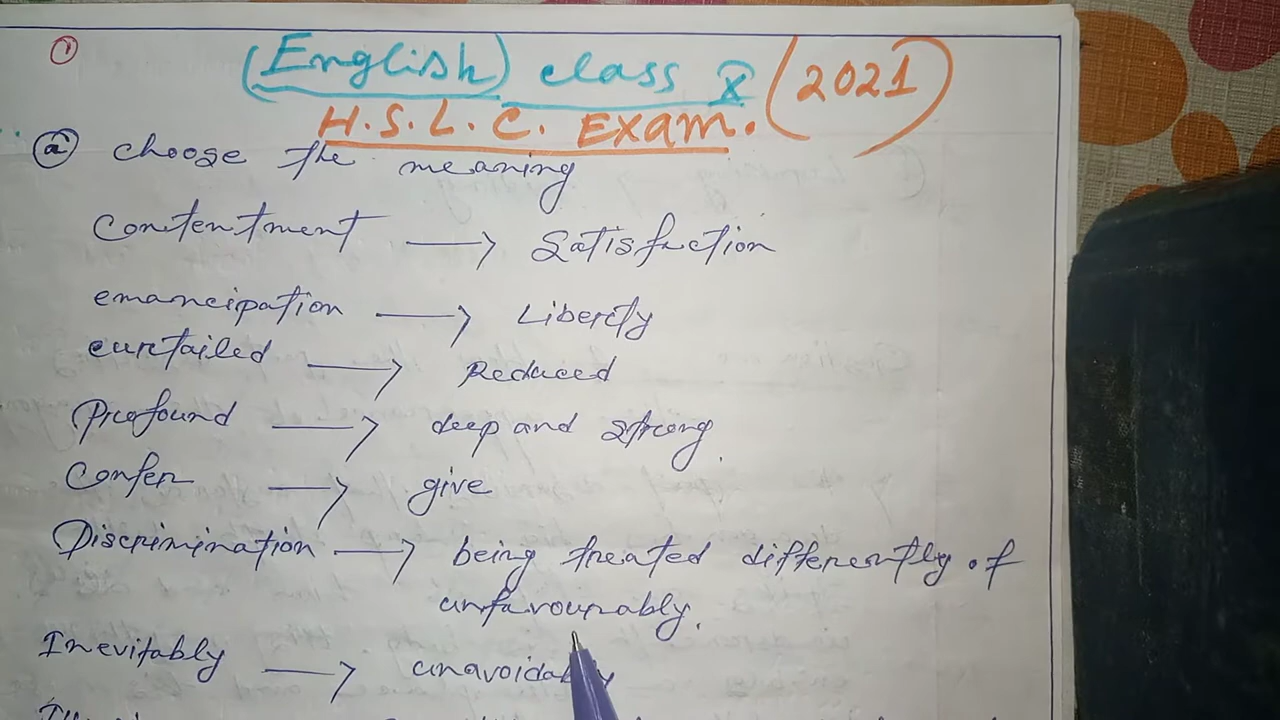 1
(English) class X (2021)
H.S.L.C. Exam.
(a) choose the meaning
Contentment → Satisfaction
emancipation → Liberty
curtailed → Reduced
Profound → deep and strong.
Confer → give
Discrimination → being treated differently of
unfavourably.
Inevitably → unavoidably